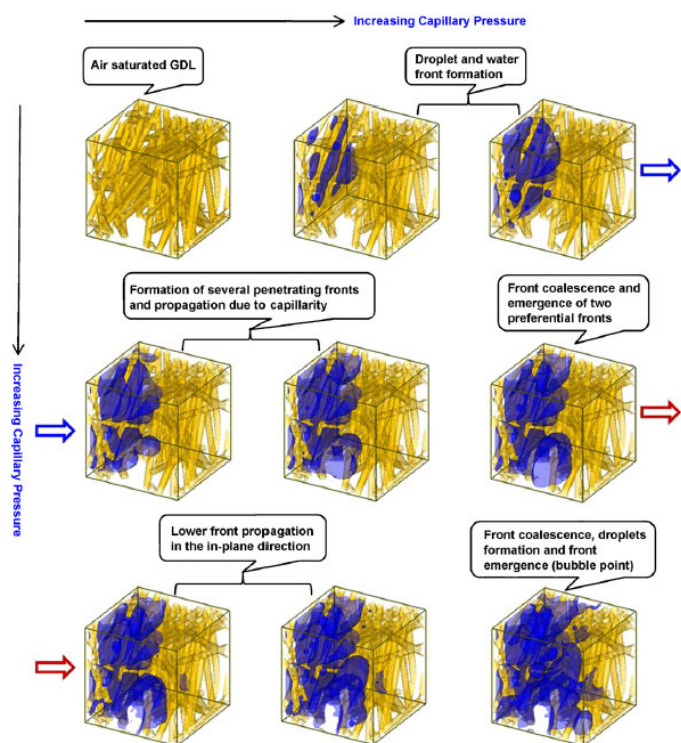 Increasing Capillary Pressure
Air saturated GDL
Droplet and water
front formation
Formation of several penetrating fronts
and propagation due to capillarity
Front coalescence and
emergence of two
preferential fronts
Increasing Capillary Pressure
Lower front propagation
in the in-plane direction
Front coalescence, droplets
formation and front
emergence (bubble point)